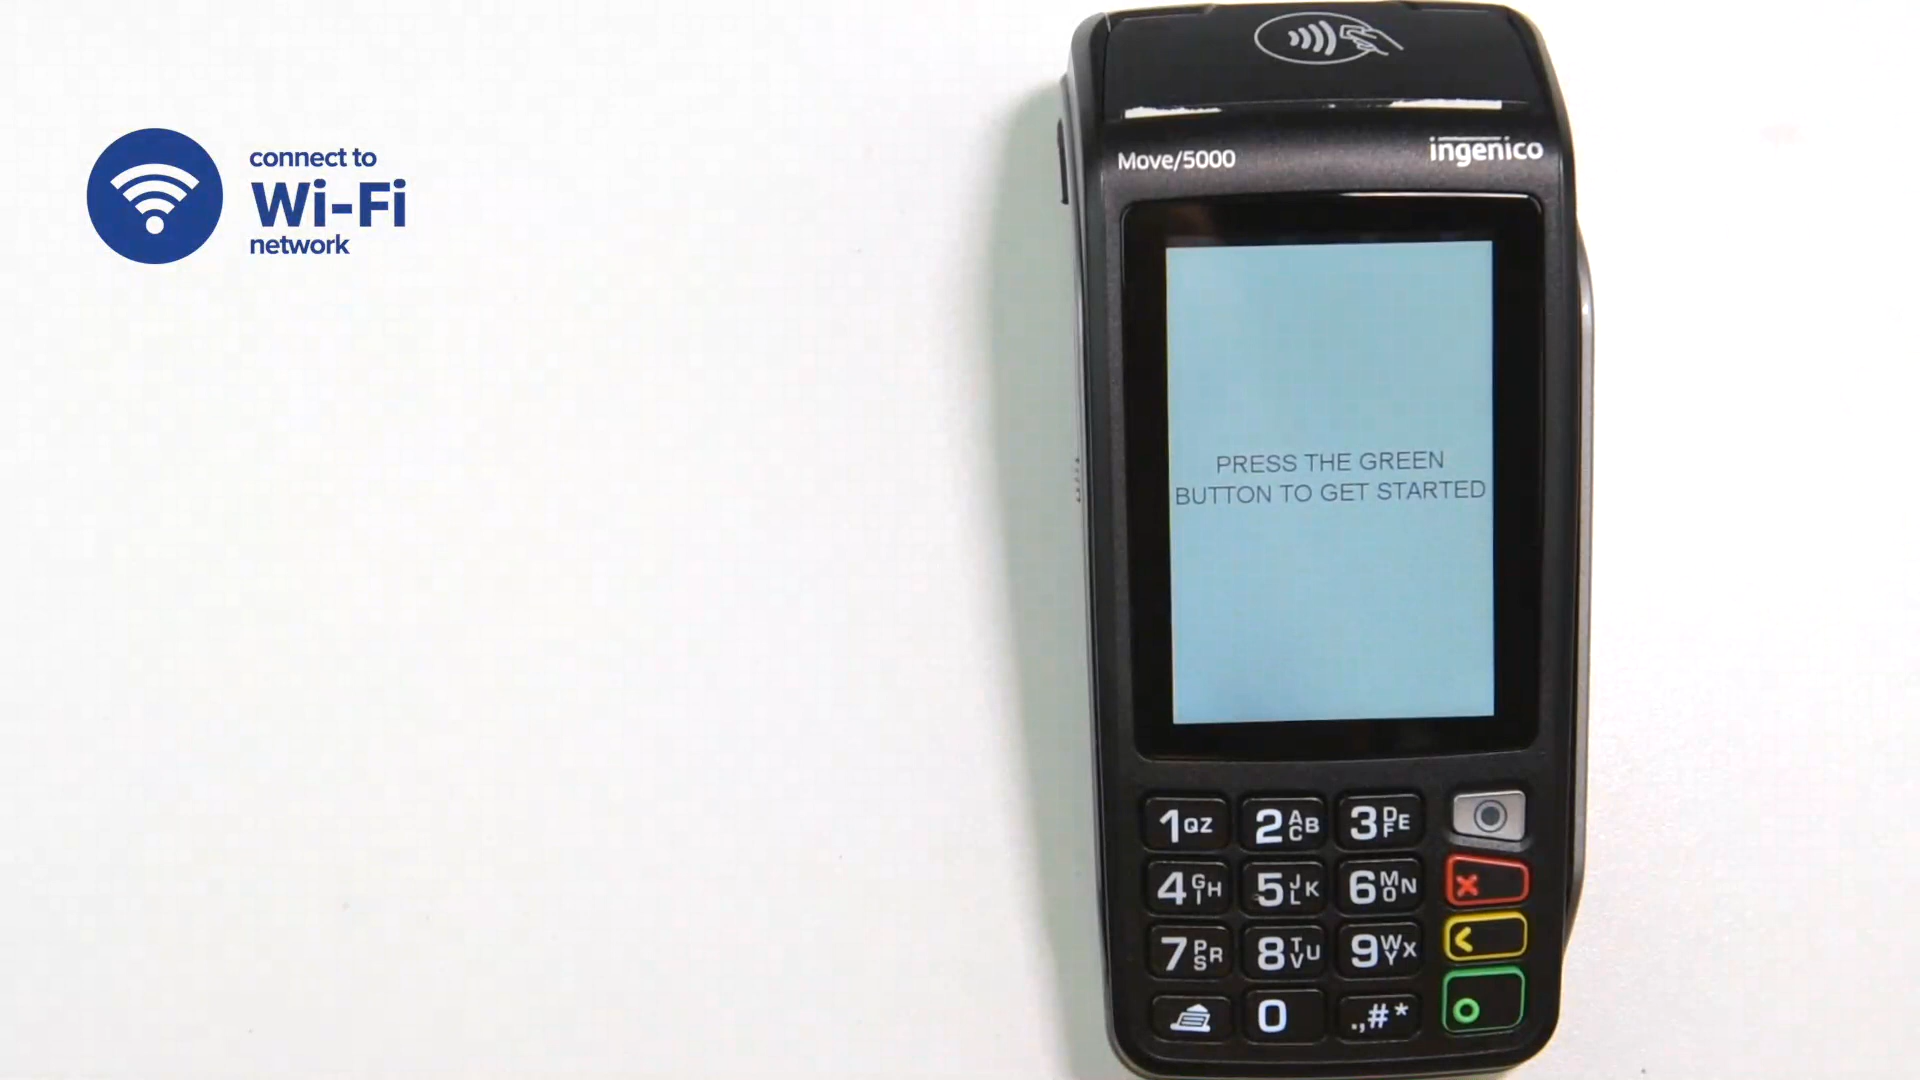 connect to
Wi-Fi
network
Move/5000
ingenico
PRESS THE GREEN
BUTTON TO GET STARTED
1 QZ
2 ABC
3 DEF
4 GHI
5 JKL
6 MNO
7 PRS
8 TUV
9 WXY
0
.,#*